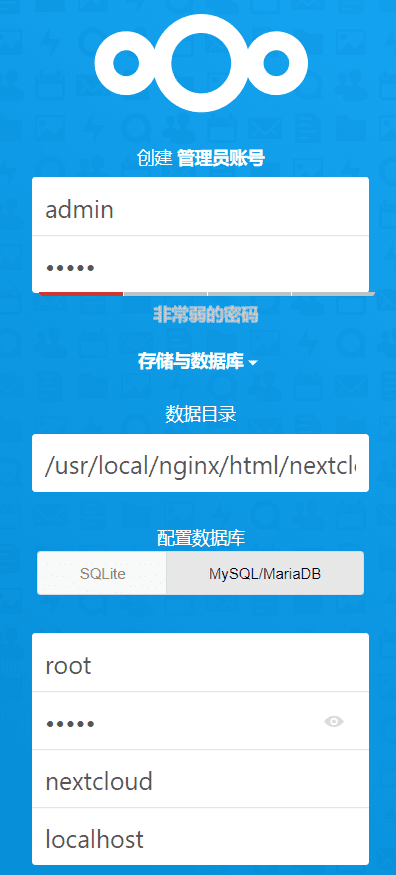 创建 管理员账号
admin
•••••
非常弱的密码
存储与数据库
数据目录
/usr/local/nginx/html/nextcl
配置数据库
SQLite MySQL/MariaDB
root
•••••
nextcloud
localhost